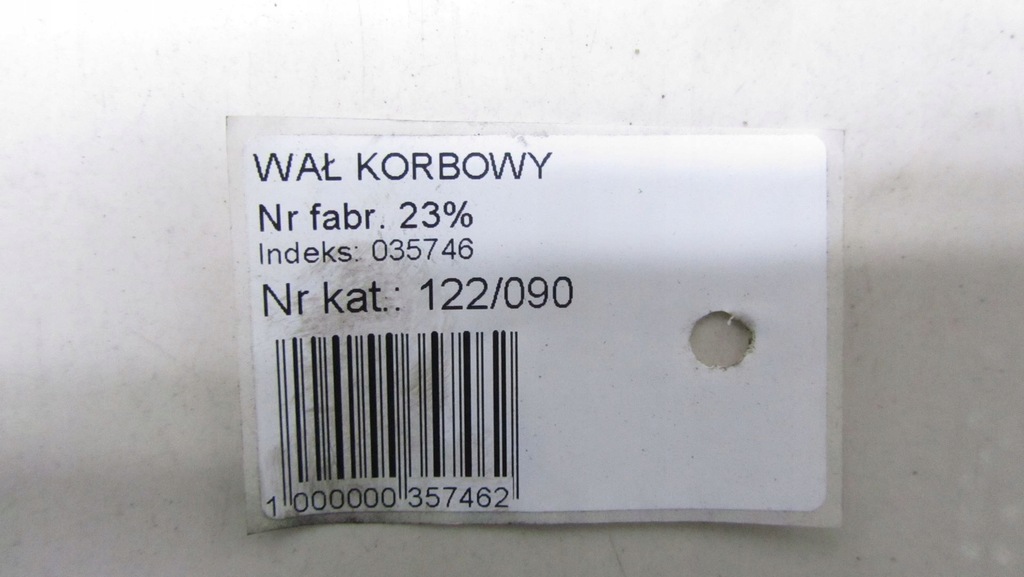 WAŁ KORBOWY
Nr fabr. 23%
Indeks: 035746
Nr kat.: 122/090
1 000000 357462